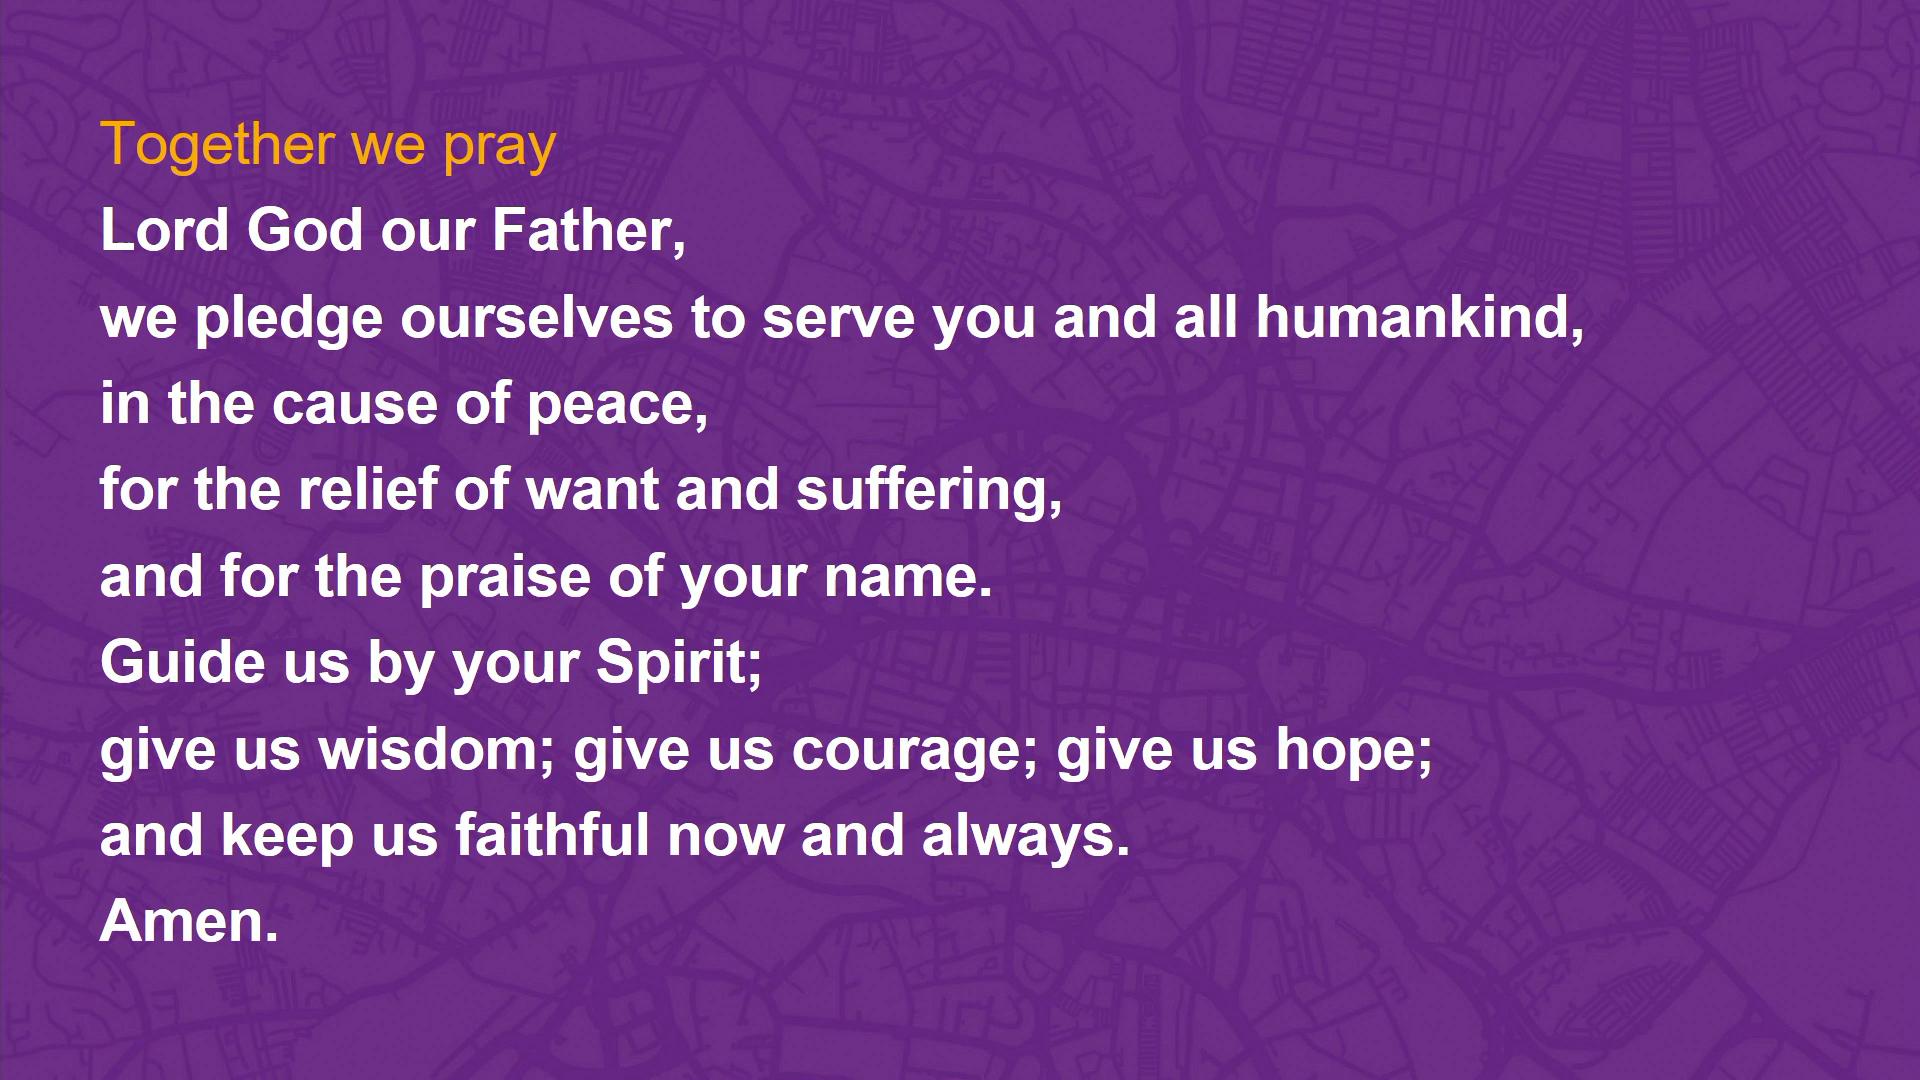 Together we pray
Lord God our Father,
we pledge ourselves to serve you and all humankind,
in the cause of peace,
for the relief of want and suffering,
and for the praise of your name.
Guide us by your Spirit;
give us wisdom; give us courage; give us hope;
and keep us faithful now and always.
Amen.